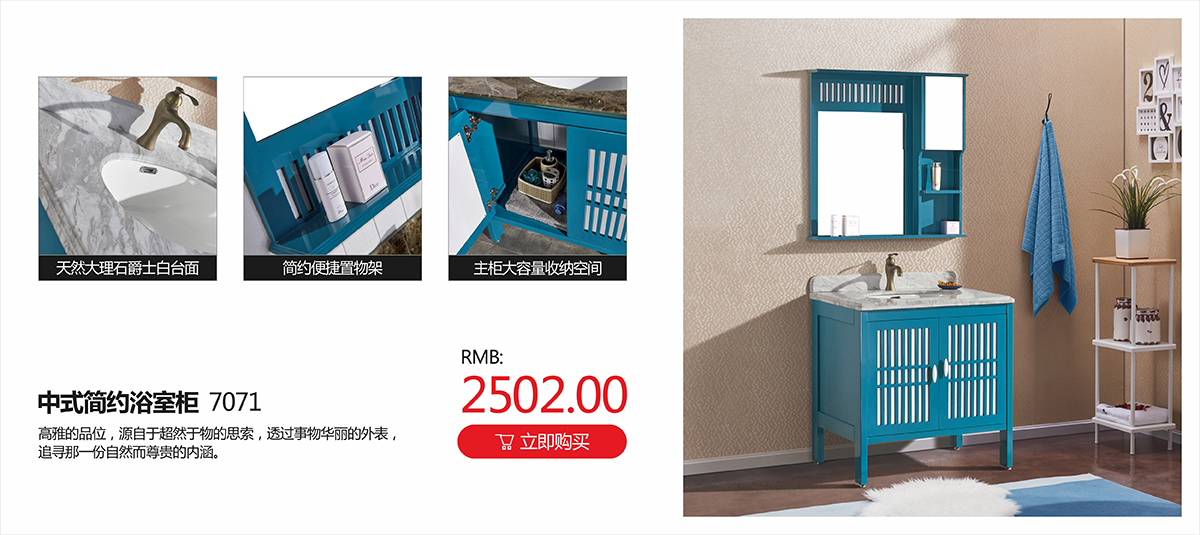 天然大理石爵士白台面
简约便捷置物架
主柜大容量收纳空间
RMB:
2502.00
立即购买
中式简约浴室柜 7071
高雅的品位，源自于超然于物的思索，透过事物华丽的外表，
追寻那一份自然而尊贵的内涵。
Dior
2
&